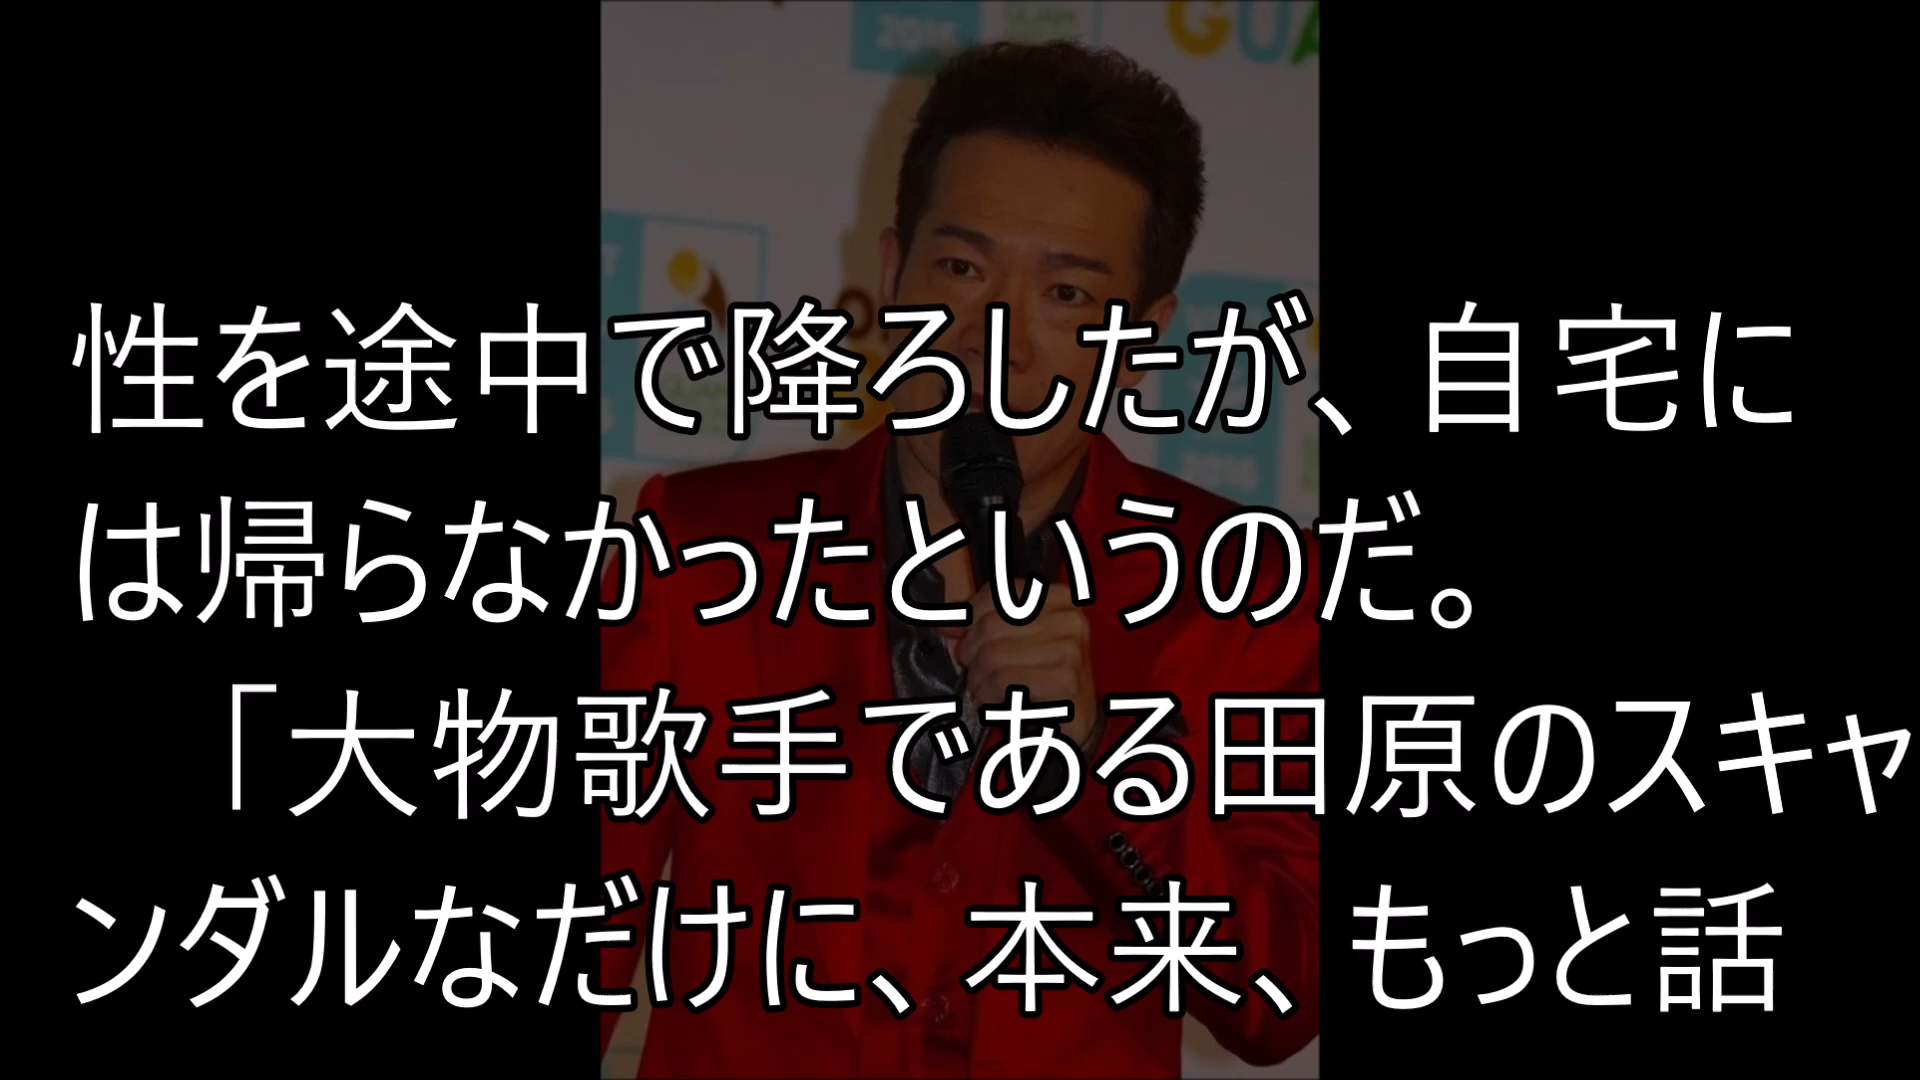 2016
GUA
性を途中で降ろしたが、自宅に
は帰らなかったというのだ。
「大物歌手である田原のスキャ
ンダルなだけに、本来、もっと話